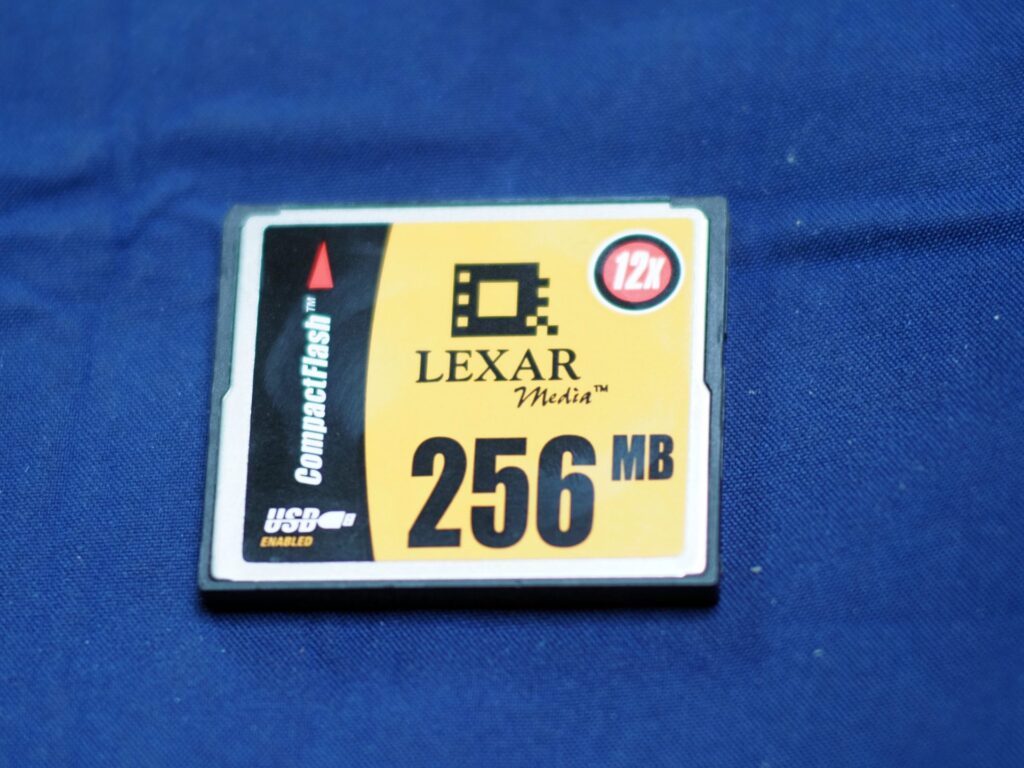 CompactFlash™
USB
ENABLED
12x
LEXAR
Media™
256 MB